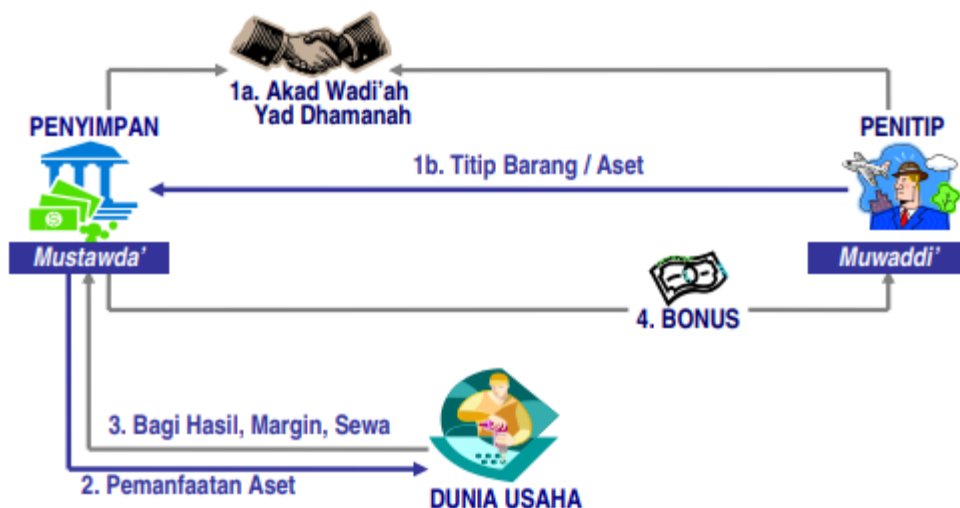 1a. Akad Wadi'ah
Yad Dhamanah
PENYIMPAN
PENITIP
1b. Titip Barang / Aset
Mustawda'
Muwaddi'
4. BONUS
3. Bagi Hasil, Margin, Sewa
2. Pemanfaatan Aset
DUNIA USAHA